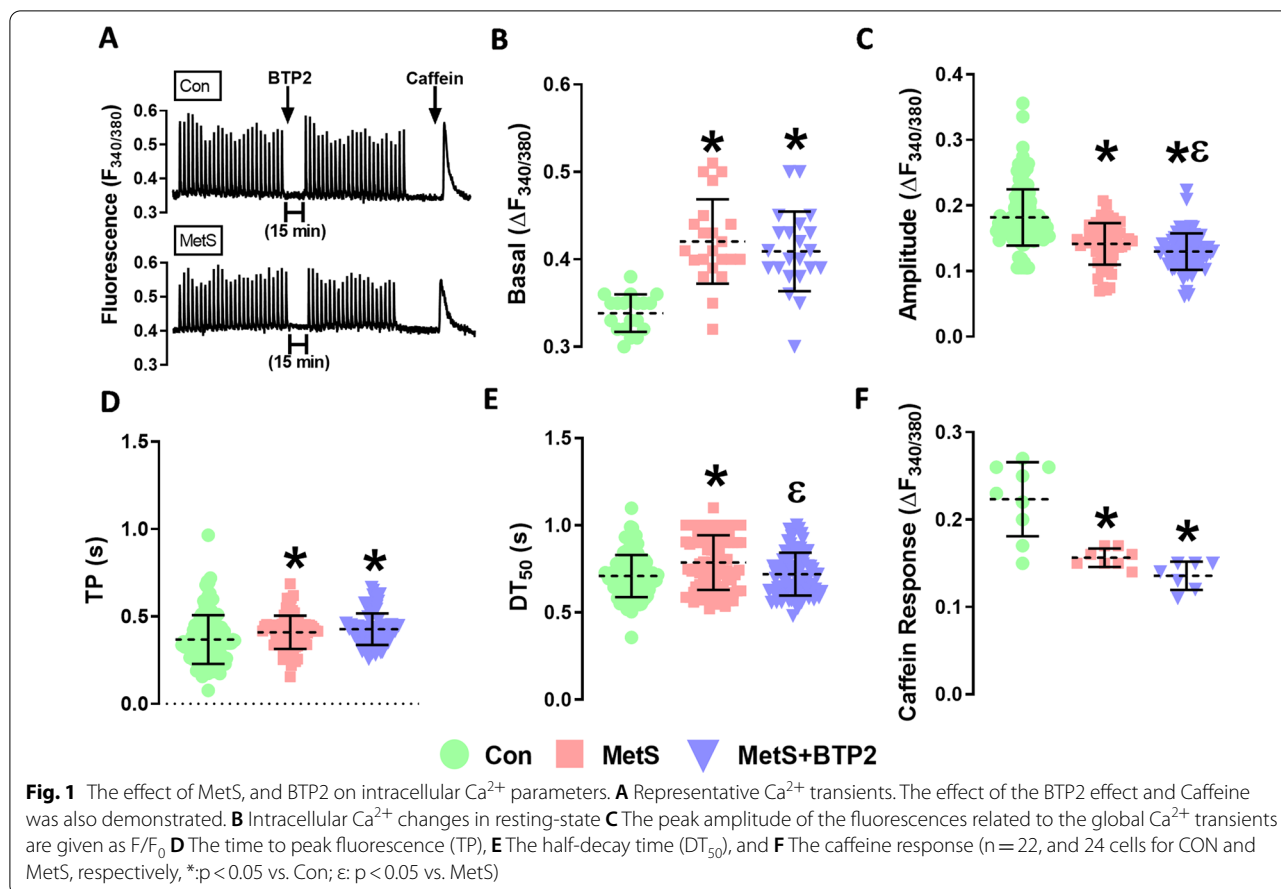 A
Con
BTP2
Caffein
Fluorescence (F340/380)
0.6
0.5
0.4
0.3
(15 min)
MetS
0.6
0.5
0.4
0.3
(15 min)
B
Basal (ΔF340/380)
0.6
0.5
0.4
0.3
*
*
C
Amplitude (ΔF340/380)
0.4
0.3
0.2
0.1
0.0
*
*ε
D
TP (s)
1.5
1.0
0.5
0.0
*
*
E
DT50 (s)
1.5
1.0
0.5
0.0
*
ε
F
Caffein Response (ΔF340/380)
0.3
0.2
0.1
0.0
*
*
Con MetS MetS+BTP2
Fig. 1 The effect of MetS, and BTP2 on intracellular Ca2+ parameters. A Representative Ca2+ transients. The effect of the BTP2 effect and Caffeine
was also demonstrated. B Intracellular Ca2+ changes in resting-state C The peak amplitude of the fluorescences related to the global Ca2+ transients
are given as F/F0 D The time to peak fluorescence (TP), E The half-decay time (DT50), and F The caffeine response (n = 22, and 24 cells for CON and
MetS, respectively, *:p < 0.05 vs. Con; ε: p < 0.05 vs. MetS)